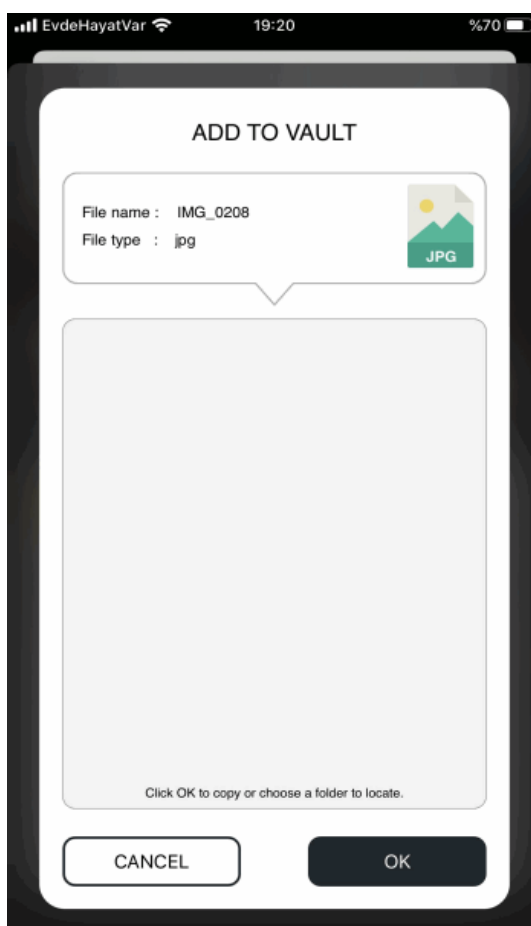 EvdeHayatVar 19:20 %70
ADD TO VAULT
File name : IMG_0208
File type : jpg
JPG
Click OK to copy or choose a folder to locate.
CANCEL OK